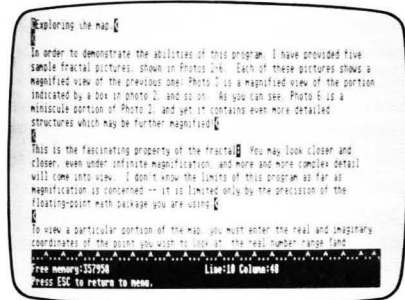 Exploring the map.
In order to demonstrate the abilities of this program, I have provided five
sample fractal pictures, shown in Photos 2-6. Each of these pictures shows a
magnified view of the previous one; Photo 3 is a magnified view of the portion
indicated by a box in photo 2, and so on. As you can see, Photo 6 is a
miniscule portion of Photo 2, and yet it contains even more detailed
structures which may be further magnified!
This is the fascinating property of the fractal. You may look closer and
closer, even under infinite magnification, and more and more complex detail
will come into view. I don't know the limits of this program as far as
magnification is concerned -- it is limited only by the precision of the
floating-point math package you are using.
To view a particular portion of the map, you must enter the real and imaginary
coordinates of the point you wish to look at, the real number range (and
Free memory:357958 Line:10 Column:48
Press ESC to return to menu.